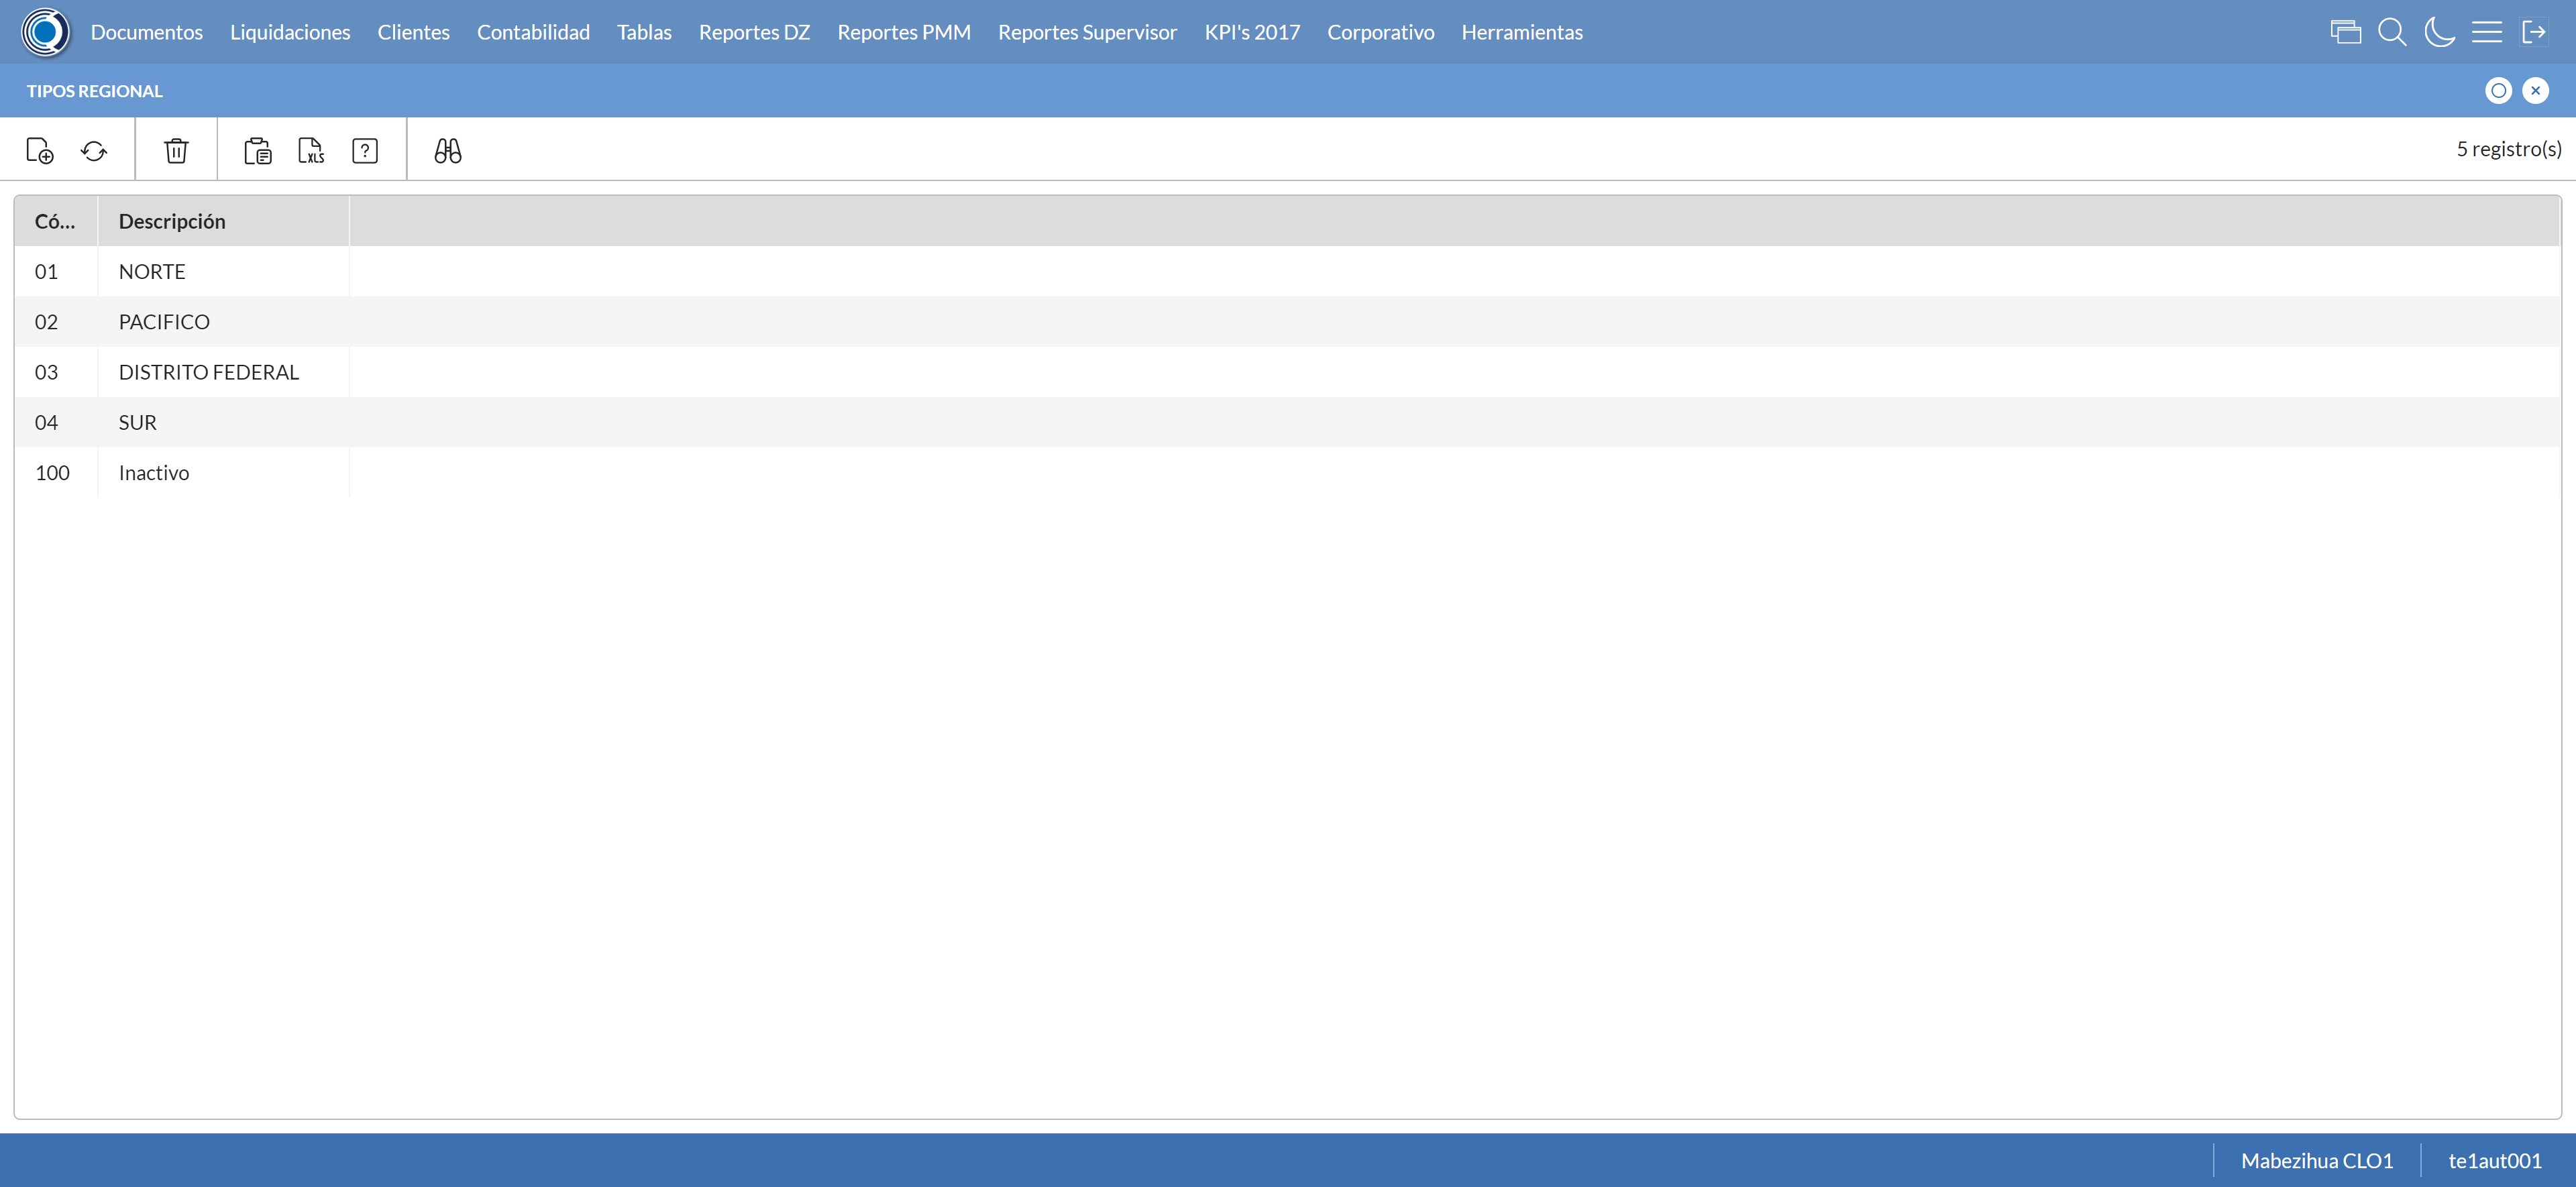 Documentos Liquidaciones Clientes Contabilidad Tablas Reportes DZ Reportes PMM Reportes Supervisor KPI's 2017 Corporativo Herramientas
TIPOS REGIONAL
XLS ? 5 registro(s)
Có... Descripción
01 NORTE
02 PACIFICO
03 DISTRITO FEDERAL
04 SUR
100 Inactivo
Mabezihua CLO1 te1aut001